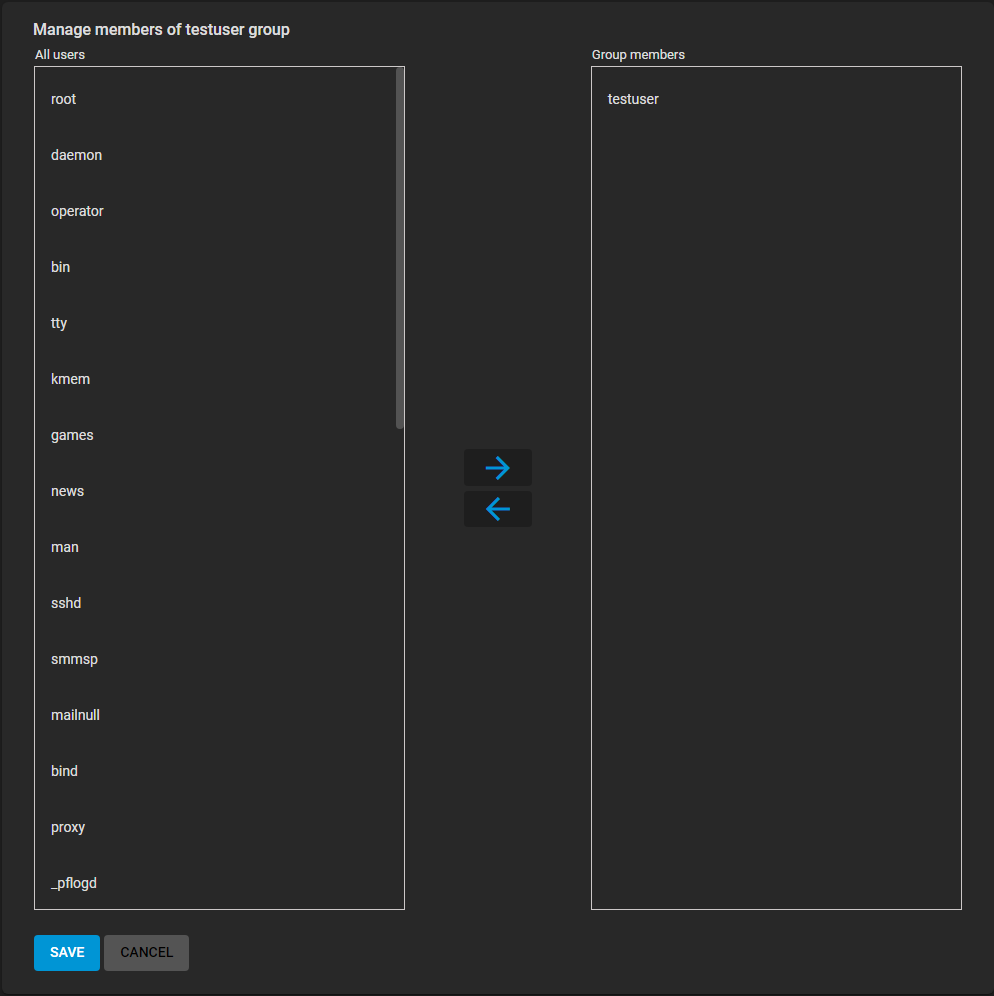 Manage members of testuser group
All users
root
daemon
operator
bin
tty
kmem
games
news
man
sshd
smmsp
mailnull
bind
proxy
_pflogd
Group members
testuser
SAVE
CANCEL